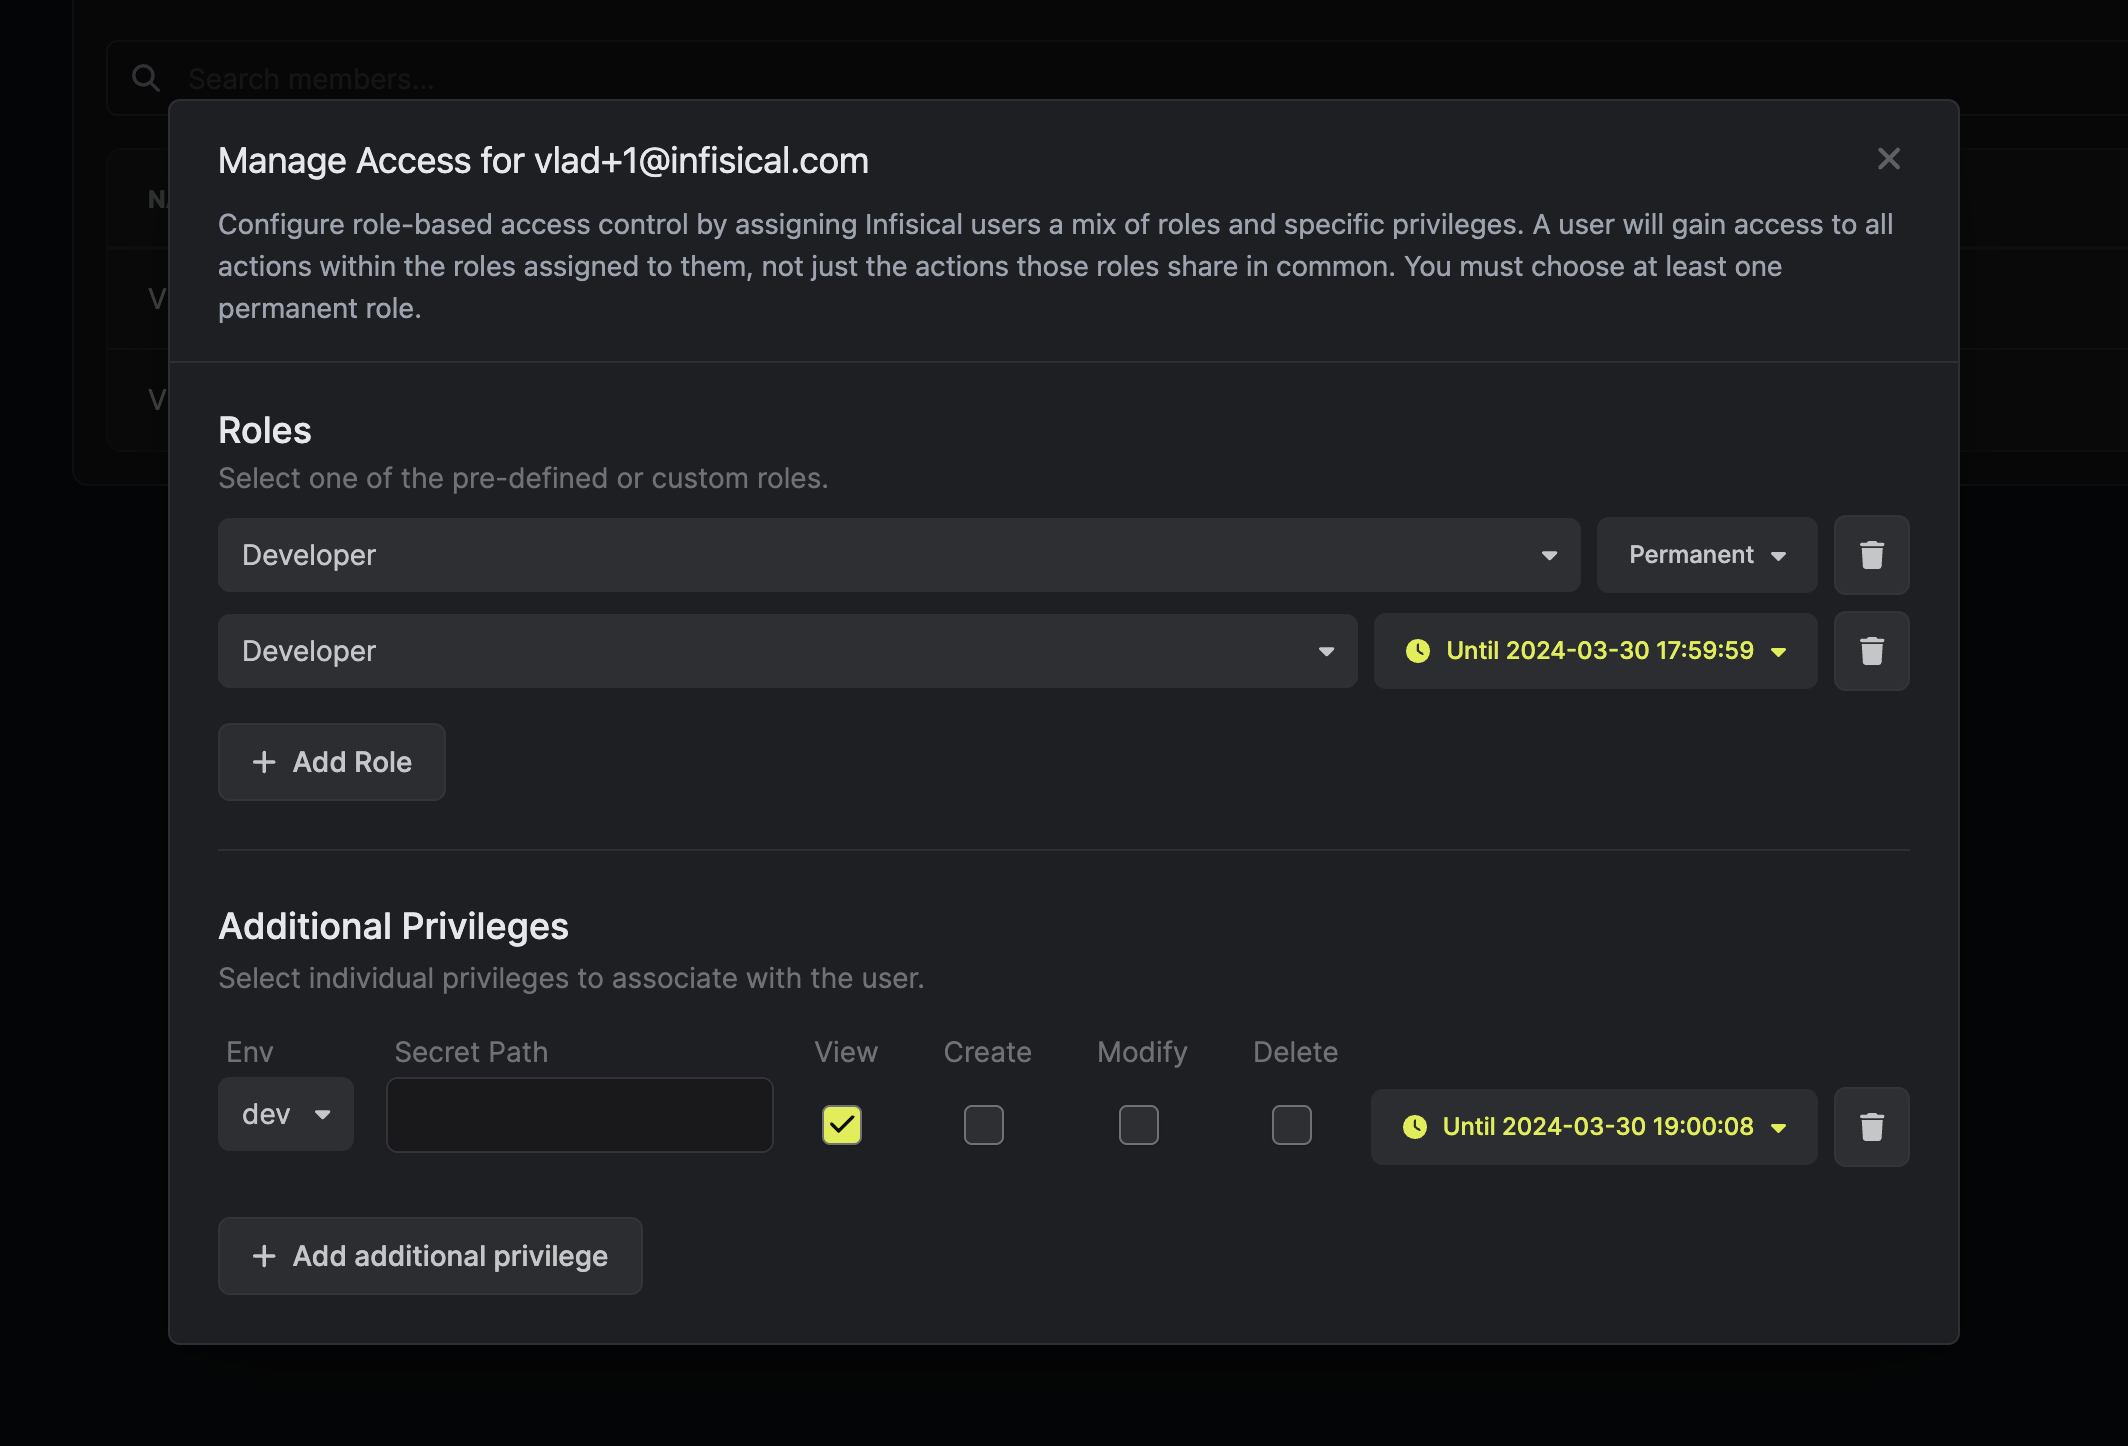 Search members...
Manage Access for vlad+1@infisical.com
Configure role-based access control by assigning Infisical users a mix of roles and specific privileges. A user will gain access to all
actions within the roles assigned to them, not just the actions those roles share in common. You must choose at least one
permanent role.
Roles
Select one of the pre-defined or custom roles.
Developer Permanent
Developer Until 2024-03-30 17:59:59
+ Add Role
Additional Privileges
Select individual privileges to associate with the user.
Env Secret Path View Create Modify Delete
dev Until 2024-03-30 19:00:08
+ Add additional privilege